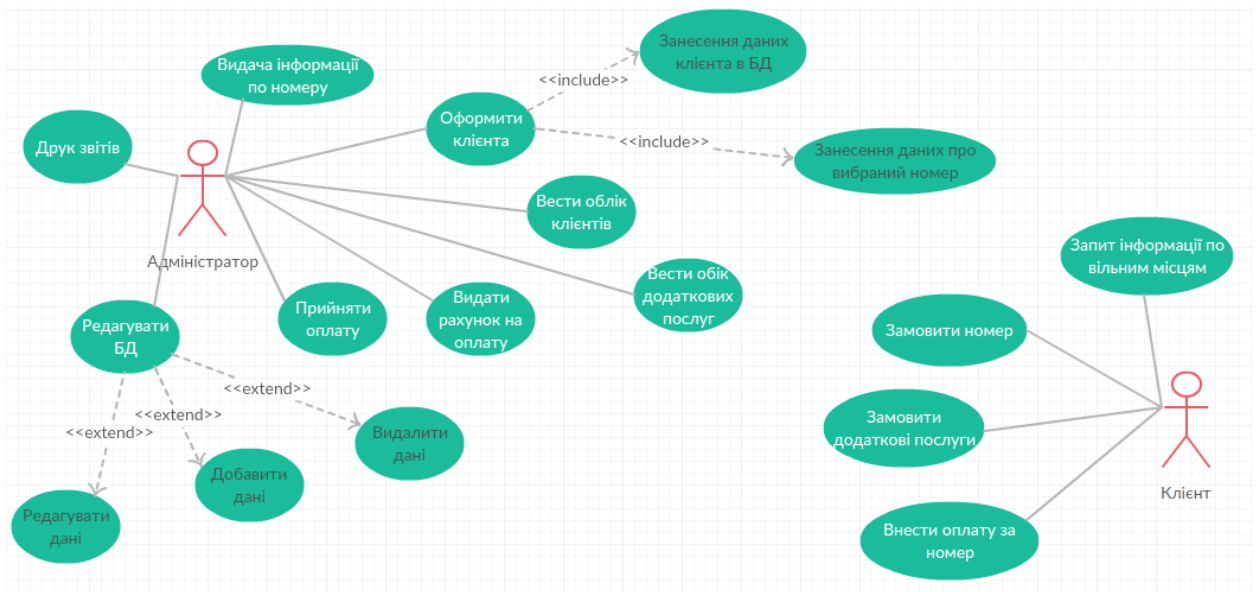 Занесення даних
клієнта в БД
Видача інформації
по номеру
<<include>>
Оформити
клієнта
<<include>>
Друк звітів
Занесення даних про
вибраний номер
Вести облік
клієнтів
Адміністратор
Запит інформації по
вільним місцям
Вести обік
додаткових
послуг
Прийняти
оплату
Видати
рахунок на
оплату
Редагувати
БД
Замовити номер
<<extend>>
<<extend>>
<<extend>>
Замовити
додаткові послуги
Видалити
дані
Добавити
дані
Клієнт
Редагувати
дані
Внести оплату за
номер